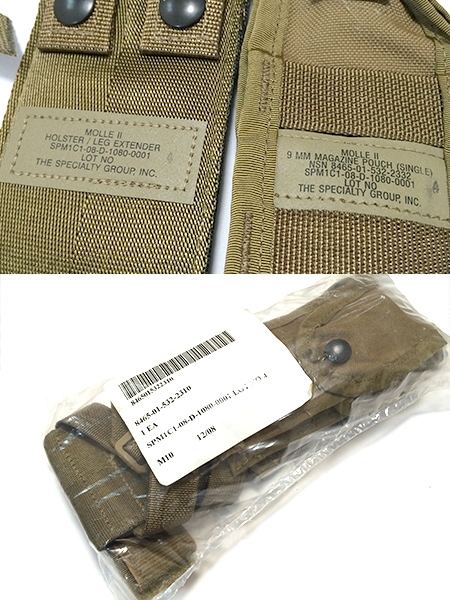 MOLLE II
HOLSTER / LEG EXTENDER
SPM1C1-08-D-1080-0001
LOT NO
THE SPECIALTY GROUP, INC.
MOLLE II
9 MM MAGAZINE POUCH (SINGLE)
NSN 8465-01-532-2332
SPM1C1-08-D-1080-0001
LOT NO
THE SPECIALTY GROUP, INC.
8465015322310
8465-01-532-2310
1 EA
SPM1C1-08-D-1080-0001 LOT
M10 12/08